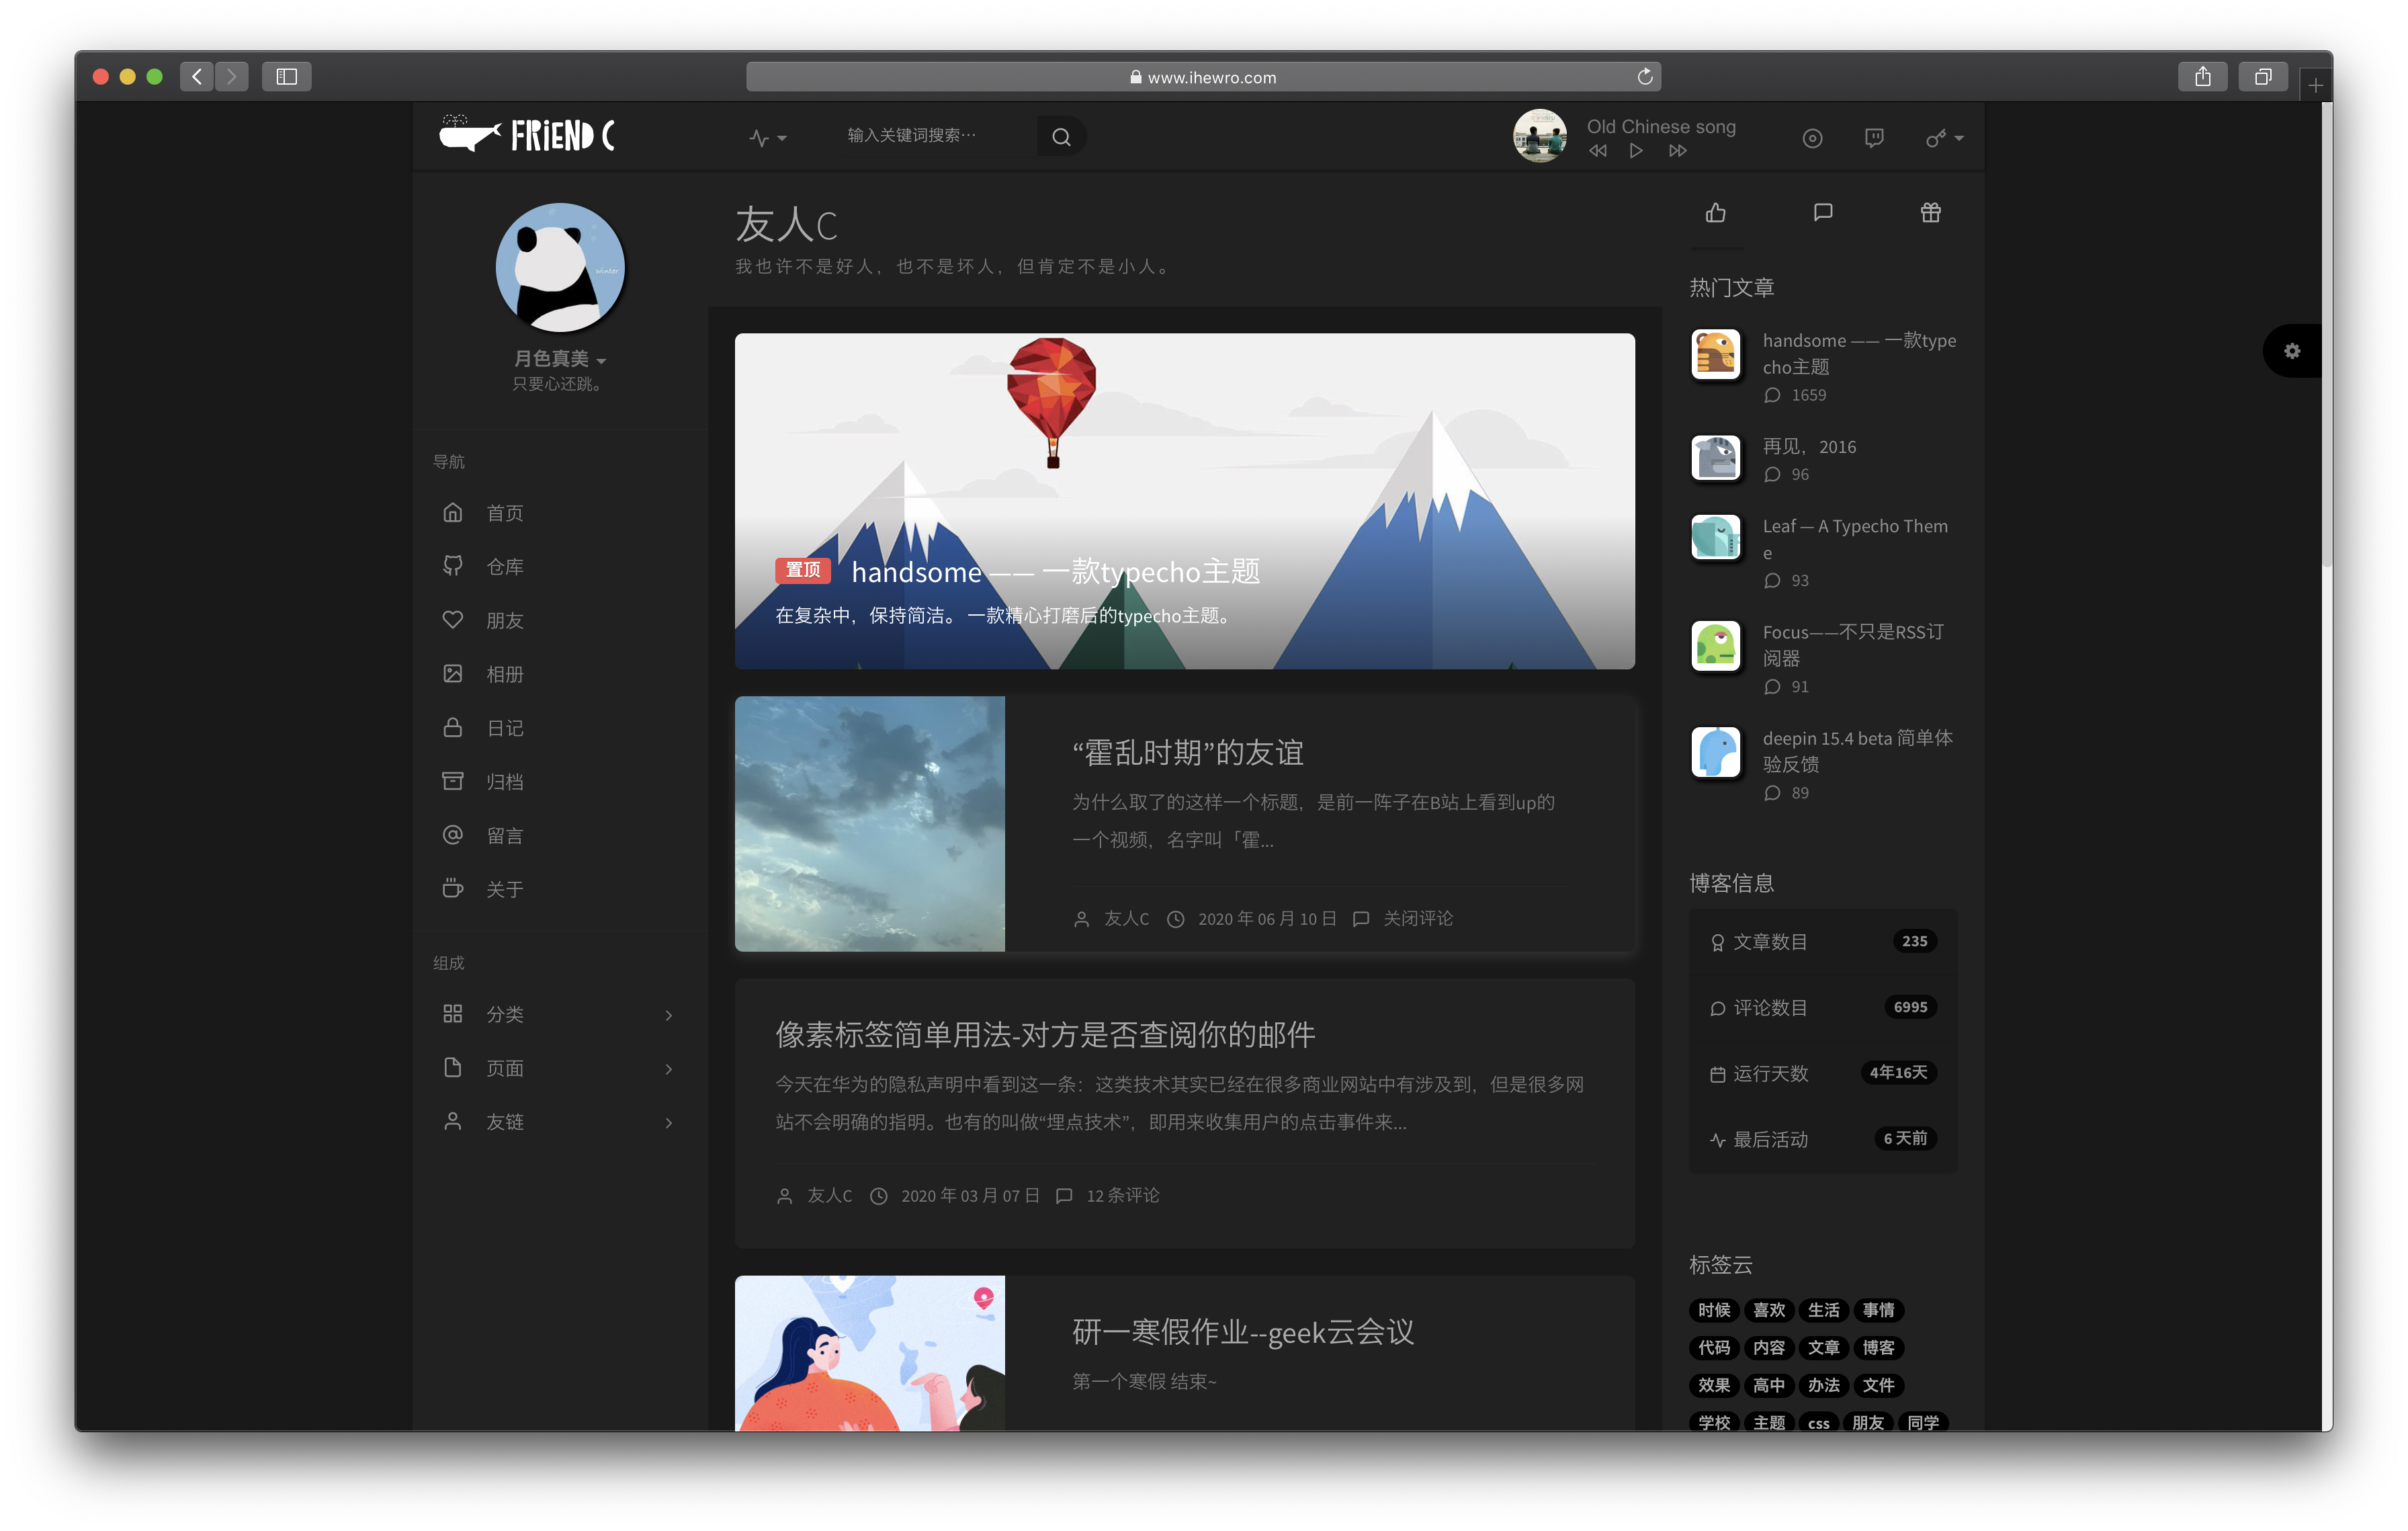 www.ihewro.com
FRiEND C
输入关键词搜索…
Old Chinese song
winter
月色真美
只要心还跳。
导航
首页
仓库
朋友
相册
日记
归档
留言
关于
组成
分类
页面
友链
友人C
我也许不是好人，也不是坏人，但肯定不是小人。
置顶 handsome —— 一款typecho主题
在复杂中，保持简洁。 一款精心打磨后的typecho主题。
“霍乱时期”的友谊
为什么取了的这样一个标题，是前一阵子在B站上看到up的
一个视频，名字叫「霍...
友人C 2020 年 06 月 10 日 关闭评论
像素标签简单用法-对方是否查阅你的邮件
今天在华为的隐私声明中看到这一条：这类技术其实已经在很多商业网站中有涉及到，但是很多网
站不会明确的指明。也有的叫做“埋点技术”，即用来收集用户的点击事件来...
友人C 2020 年 03 月 07 日 12 条评论
研一寒假作业--geek云会议
第一个寒假 结束~
热门文章
handsome —— 一款type
cho主题
1659
再见，2016
96
Leaf — A Typecho Them
e
93
Focus——不只是RSS订
阅器
91
deepin 15.4 beta 简单体
验反馈
89
博客信息
文章数目 235
评论数目 6995
运行天数 4年16天
最后活动 6 天前
标签云
时候 喜欢 生活 事情
代码 内容 文章 博客
效果 高中 办法 文件
学校 主题 css 朋友 同学